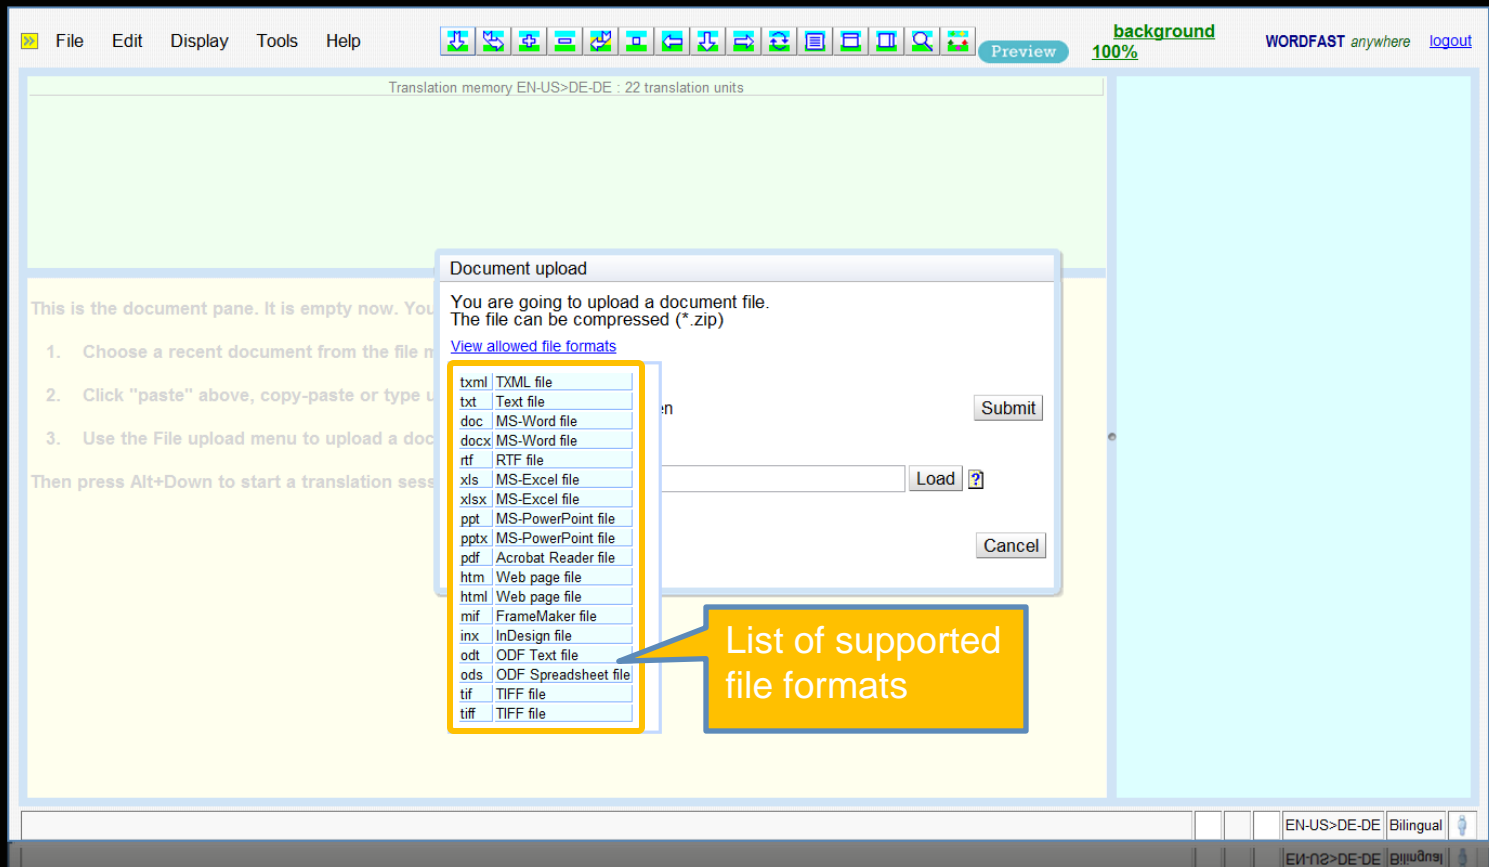 File Edit Display Tools Help
Preview
background
100%
WORDFAST anywhere logout
Translation memory EN-US>DE-DE : 22 translation units
This is the document pane. It is empty now. You
1. Choose a recent document from the file m
2. Click "paste" above, copy-paste or type u
3. Use the File upload menu to upload a doc
Then press Alt+Down to start a translation sess
Document upload
You are going to upload a document file.
The file can be compressed (*.zip)
View allowed file formats
txml TXML file
txt Text file
doc MS-Word file
docx MS-Word file
rtf RTF file
xls MS-Excel file
xlsx MS-Excel file
ppt MS-PowerPoint file
pptx MS-PowerPoint file
pdf Acrobat Reader file
htm Web page file
html Web page file
mif FrameMaker file
inx InDesign file
odt ODF Text file
ods ODF Spreadsheet file
tif TIFF file
tiff TIFF file
Submit
Load
Cancel
List of supported
file formats
EN-US>DE-DE Bilingual